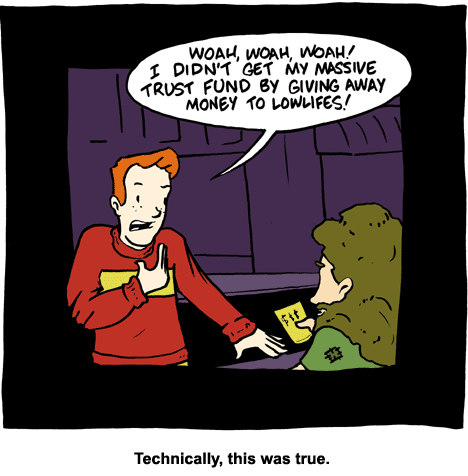 WOAH, WOAH, WOAH!
I DIDN'T GET MY MASSIVE
TRUST FUND BY GIVING AWAY
MONEY TO LOWLIFES!
$$$
Technically, this was true.